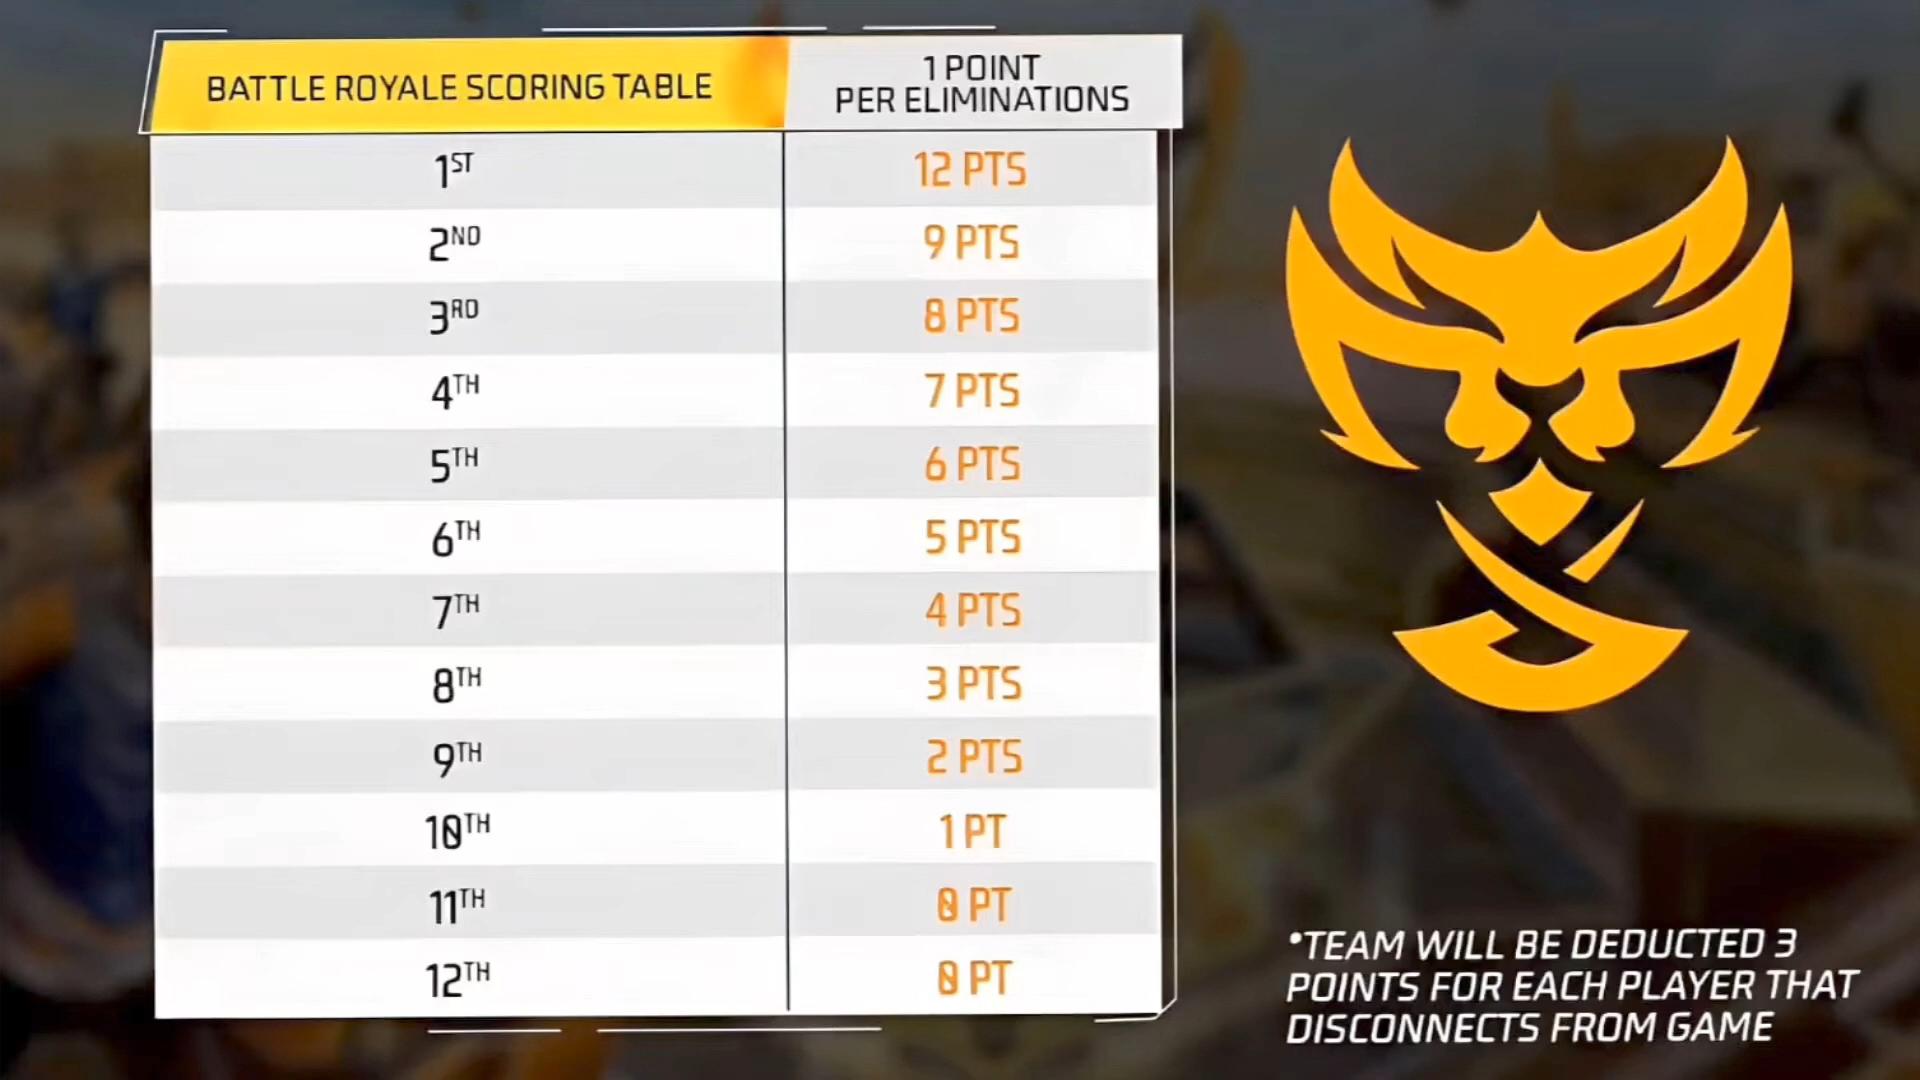 BATTLE ROYALE SCORING TABLE
1 POINT
PER ELIMINATIONS
1ST 12 PTS
2ND 9 PTS
3RD 8 PTS
4TH 7 PTS
5TH 6 PTS
6TH 5 PTS
7TH 4 PTS
8TH 3 PTS
9TH 2 PTS
10TH 1 PT
11TH 0 PT
12TH 0 PT
•TEAM WILL BE DEDUCTED 3
POINTS FOR EACH PLAYER THAT
DISCONNECTS FROM GAME